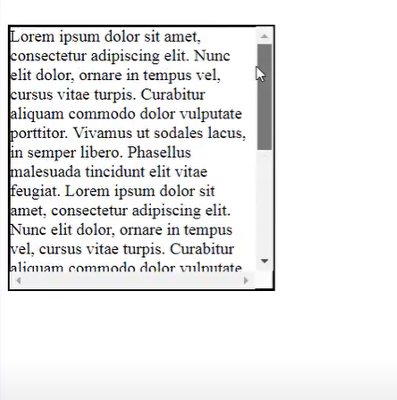 Lorem ipsum dolor sit amet,
consectetur adipiscing elit. Nunc
elit dolor, ornare in tempus vel,
cursus vitae turpis. Curabitur
aliquam commodo dolor vulputate
porttitor. Vivamus ut sodales lacus,
in semper libero. Phasellus
malesuada tincidunt elit vitae
feugiat. Lorem ipsum dolor sit
amet, consectetur adipiscing elit.
Nunc elit dolor, ornare in tempus
vel, cursus vitae turpis. Curabitur
aliquam commodo dolor vulputate